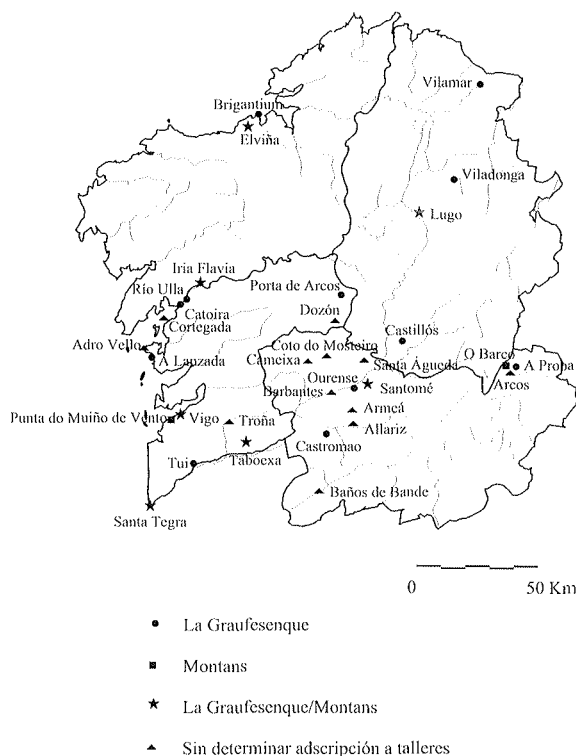 Vilamar
Brigantium
Elviña
Viladonga
Lugo
Iria Flavia
Río Ulla
Porta de Arcos
Catoira
Cortegada
Dozón
Castillós
Adro Vello
A Lanzada
Coto do Mosteiro
O Barco
Cameixa
Santa Águeda
A Proba
Ourense
Santomé
Arcos
Barbantes
Armeá
Punta do Muíño de Vento
Vigo
Troña
Allariz
Castromao
Tui
Taboexa
Baños de Bande
Santa Tegra
0 50 Km
La Graufesenque
Montans
La Graufesenque/Montans
Sin determinar adscripción a talleres